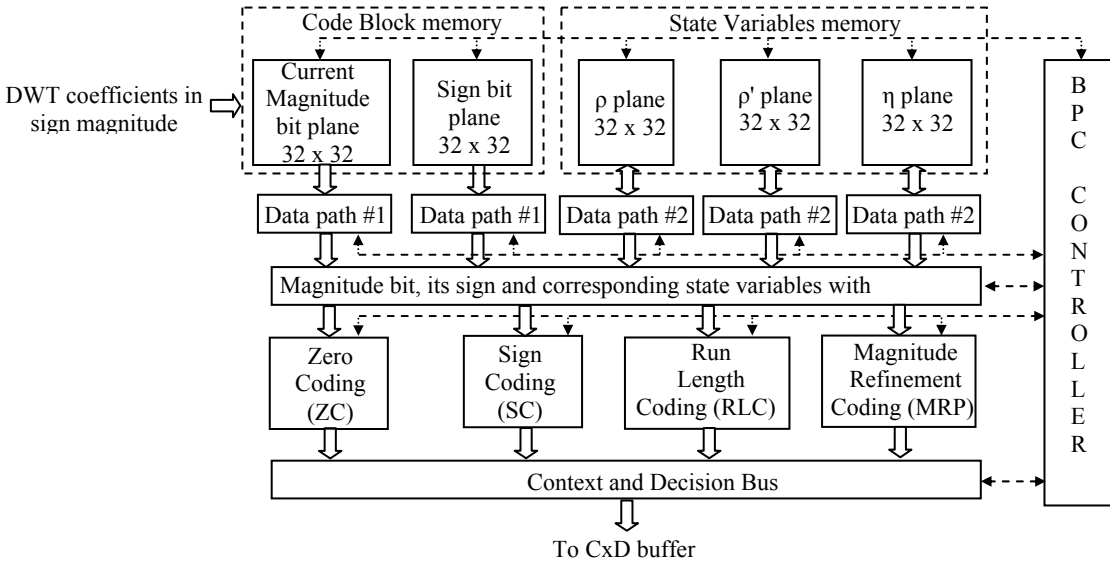 Code Block memory
State Variables memory
DWT coefficients in
sign magnitude
Current
Magnitude
bit plane
32 x 32
Sign bit
plane
32 x 32
ρ plane
32 x 32
ρ' plane
32 x 32
η plane
32 x 32
B
P
C
C
O
N
T
R
O
L
L
E
R
Data path #1
Data path #1
Data path #2
Data path #2
Data path #2
Magnitude bit, its sign and corresponding state variables with
Zero
Coding
(ZC)
Sign
Coding
(SC)
Run
Length
Coding (RLC)
Magnitude
Refinement
Coding (MRP)
Context and Decision Bus
To CxD buffer